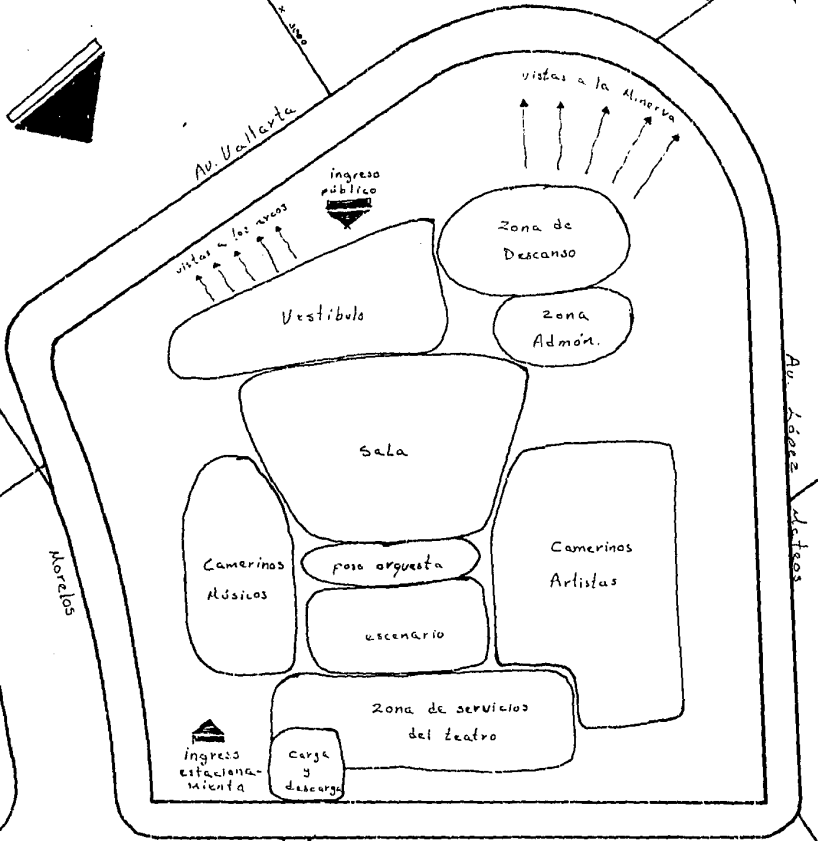 Av. Vallarta
vistas a la Minerva
ingreso
público
vistas a los arcos
Zona de
Descanso
Vestíbulo
Zona
Admón.
Sala
Av. López Mateos
Camerinos
Músicos
foso orquesta
Camerinos
Artistas
Morelos
escenario
Zona de servicios
del teatro
ingreso
estaciona-
miento
Carga
y
descarga